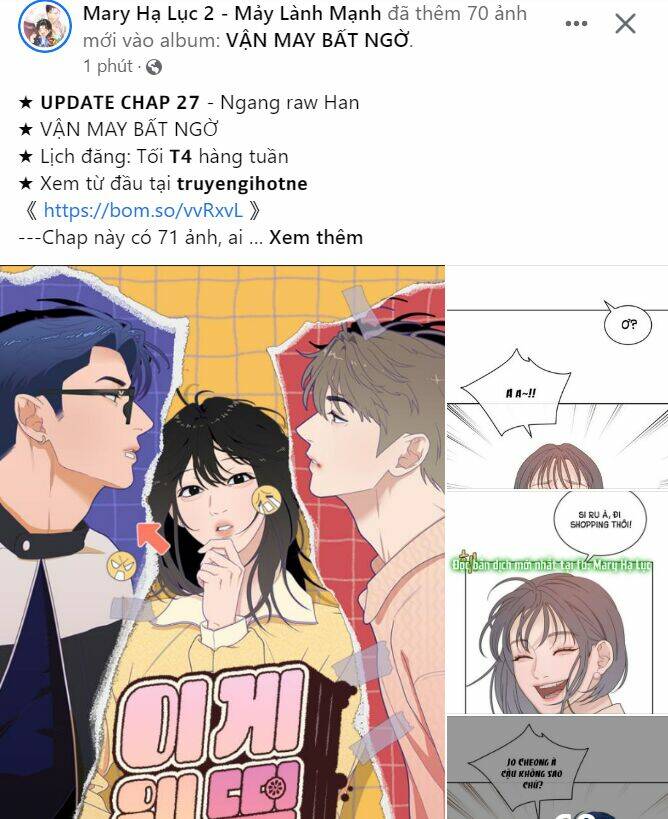 Mary Hạ Lục 2 - Mảy Lành Mạnh đã thêm 70 ảnh
mới vào album: VẬN MAY BẤT NGỜ.
1 phút ·
★ UPDATE CHAP 27 - Ngang raw Han
★ VẬN MAY BẤT NGỜ
★ Lịch đăng: Tối T4 hàng tuần
★ Xem từ đầu tại truyengihotne
《 https://bom.so/vvRxvL 》
---Chap này có 71 ảnh, ai ... Xem thêm
Ơ?
A A~!!
SI RU À, ĐI
SHOPPING THÔI!
Đọc bản dịch mới nhất tại fb: Mary Hạ Lục
이게
JO CHEONG À
CẬU KHÔNG SAO
CHỨ?